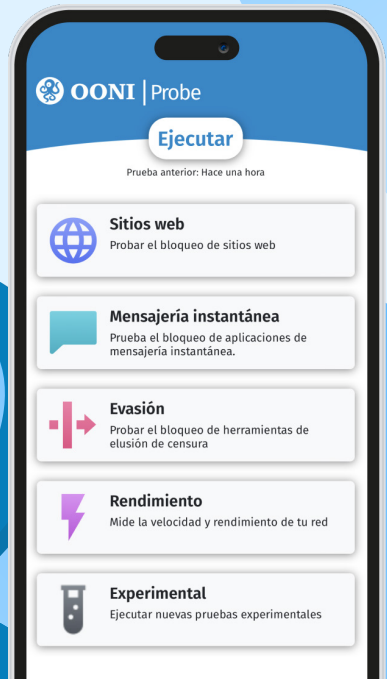 OONI | Probe
Ejecutar
Prueba anterior: Hace una hora
Sitios web
Probar el bloqueo de sitios web
Mensajería instantánea
Prueba el bloqueo de aplicaciones de
mensajería instantánea.
Evasión
Probar el bloqueo de herramientas de
elusión de censura
Rendimiento
Mide la velocidad y rendimiento de tu red
Experimental
Ejecutar nuevas pruebas experimentales